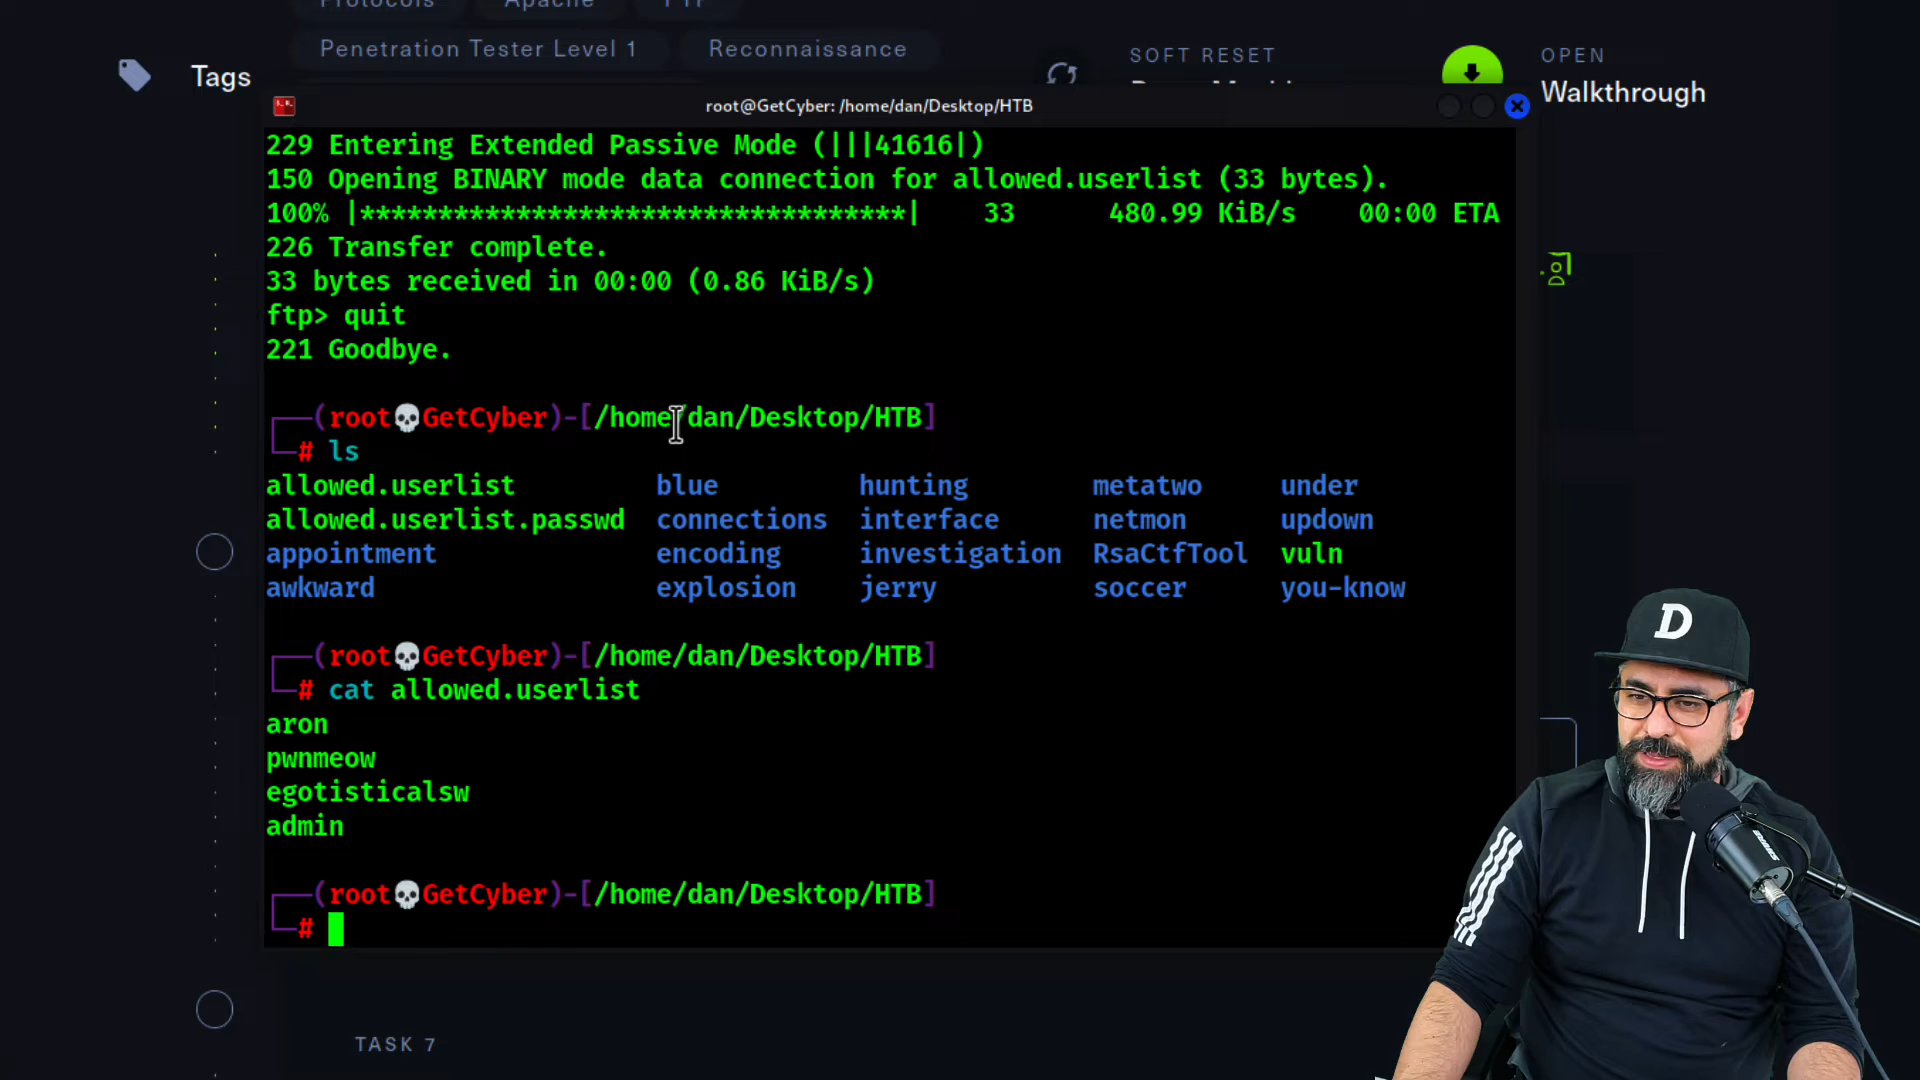 Protocols
Apache
FTP
Penetration Tester Level 1
Reconnaissance
Tags
SOFT RESET
OPEN
Walkthrough
root@GetCyber: /home/dan/Desktop/HTB
229 Entering Extended Passive Mode (|||41616|)
150 Opening BINARY mode data connection for allowed.userlist (33 bytes).
100% |***********************************| 33 480.99 KiB/s 00:00 ETA
226 Transfer complete.
33 bytes received in 00:00 (0.86 KiB/s)
ftp> quit
221 Goodbye.
┌──(root💀GetCyber)-[/home/dan/Desktop/HTB]
└─# ls
allowed.userlist blue hunting metatwo under
allowed.userlist.passwd connections interface netmon updown
appointment encoding investigation RsaCtfTool vuln
awkward explosion jerry soccer you-know
┌──(root💀GetCyber)-[/home/dan/Desktop/HTB]
└─# cat allowed.userlist
aron
pwnmeow
egotisticalsw
admin
┌──(root💀GetCyber)-[/home/dan/Desktop/HTB]
└─#
D
SHURE
TASK 7